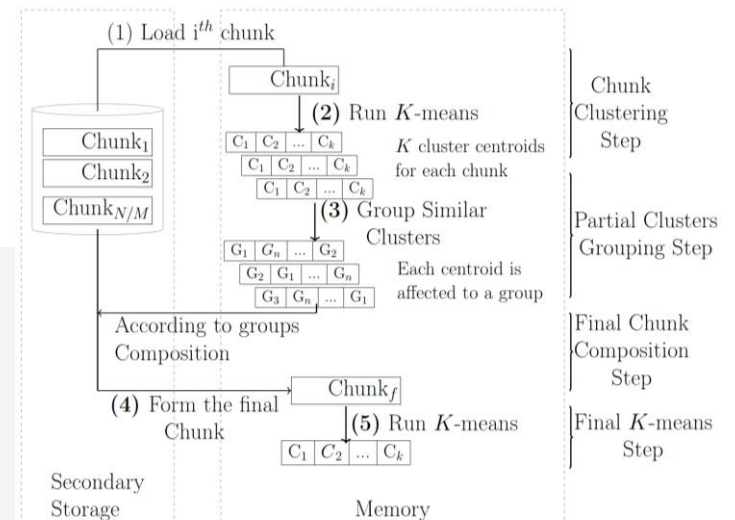 (1) Load i^th chunk
Chunk_i
(2) Run K-means
Chunk
Clustering
Step
Chunk_1
Chunk_2
Chunk_N/M
C_1 C_2 ... C_k
C_1 C_2 ... C_k
C_1 C_2 ... C_k
K cluster centroids
for each chunk
(3) Group Similar
Clusters
Partial Clusters
Grouping Step
G_1 G_n ... G_2
G_2 G_1 ... G_n
G_3 G_n ... G_1
Each centroid is
affected to a group
According to groups
Composition
Final Chunk
Composition
Step
Chunk_f
(4) Form the final
Chunk
(5) Run K-means
Final K-means
Step
C_1 C_2 ... C_k
Secondary
Storage
Memory